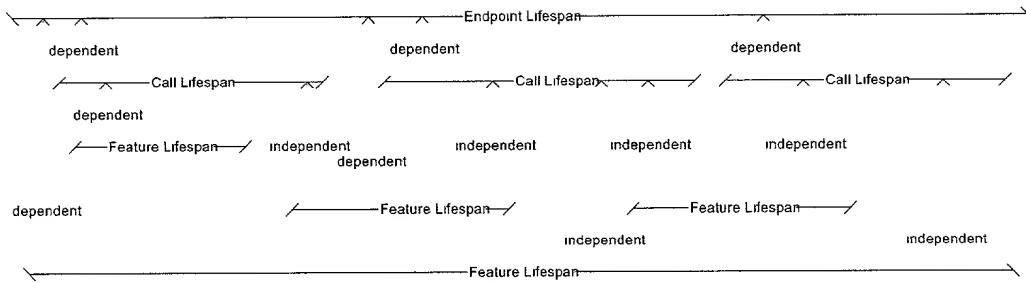 Endpoint Lifespan
dependent dependent dependent
Call Lifespan Call Lifespan Call Lifespan
dependent
Feature Lifespan independent independent independent independent
dependent
dependent Feature Lifespan Feature Lifespan
independent independent
Feature Lifespan